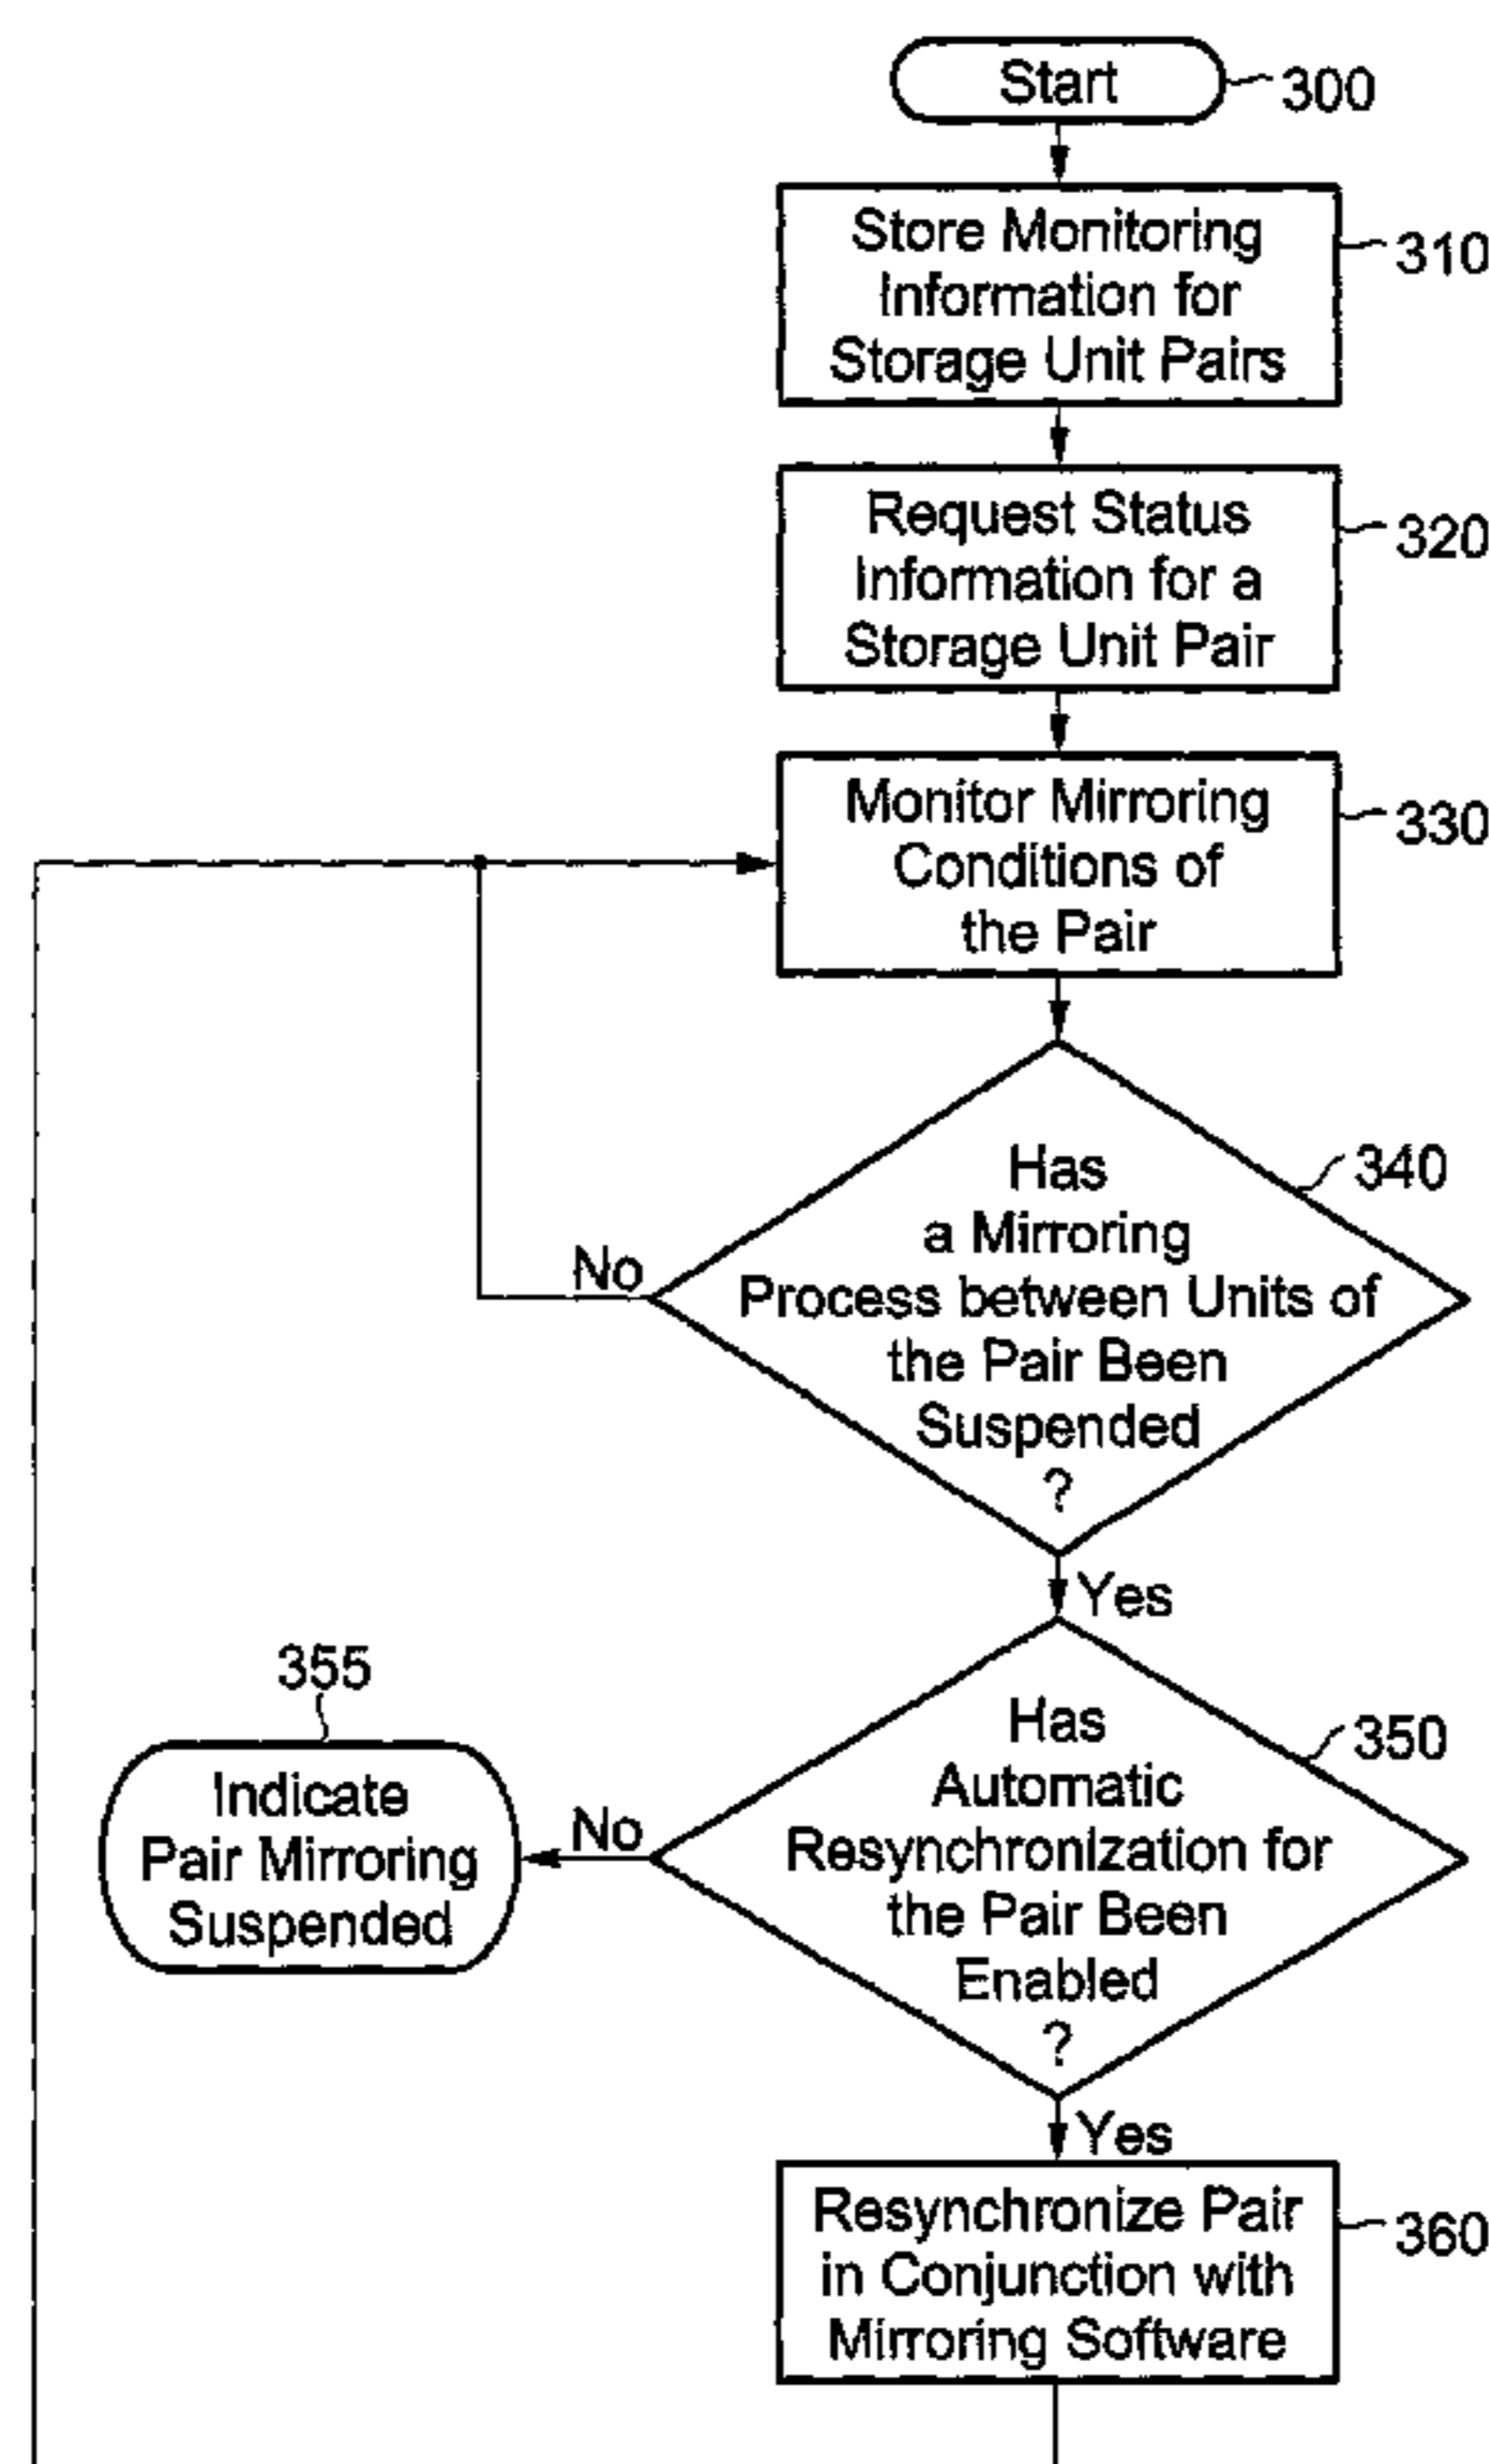 Start
300
Store Monitoring
Information for
Storage Unit Pairs
310
Request Status
Information for a
Storage Unit Pair
320
Monitor Mirroring
Conditions of
the Pair
330
Has
a Mirroring
Process between Units of
the Pair Been
Suspended
?
340
No
Yes
Has
Automatic
Resynchronization for
the Pair Been
Enabled
?
350
No
355
Indicate
Pair Mirroring
Suspended
Yes
Resynchronize Pair
in Conjunction with
Mirroring Software
360